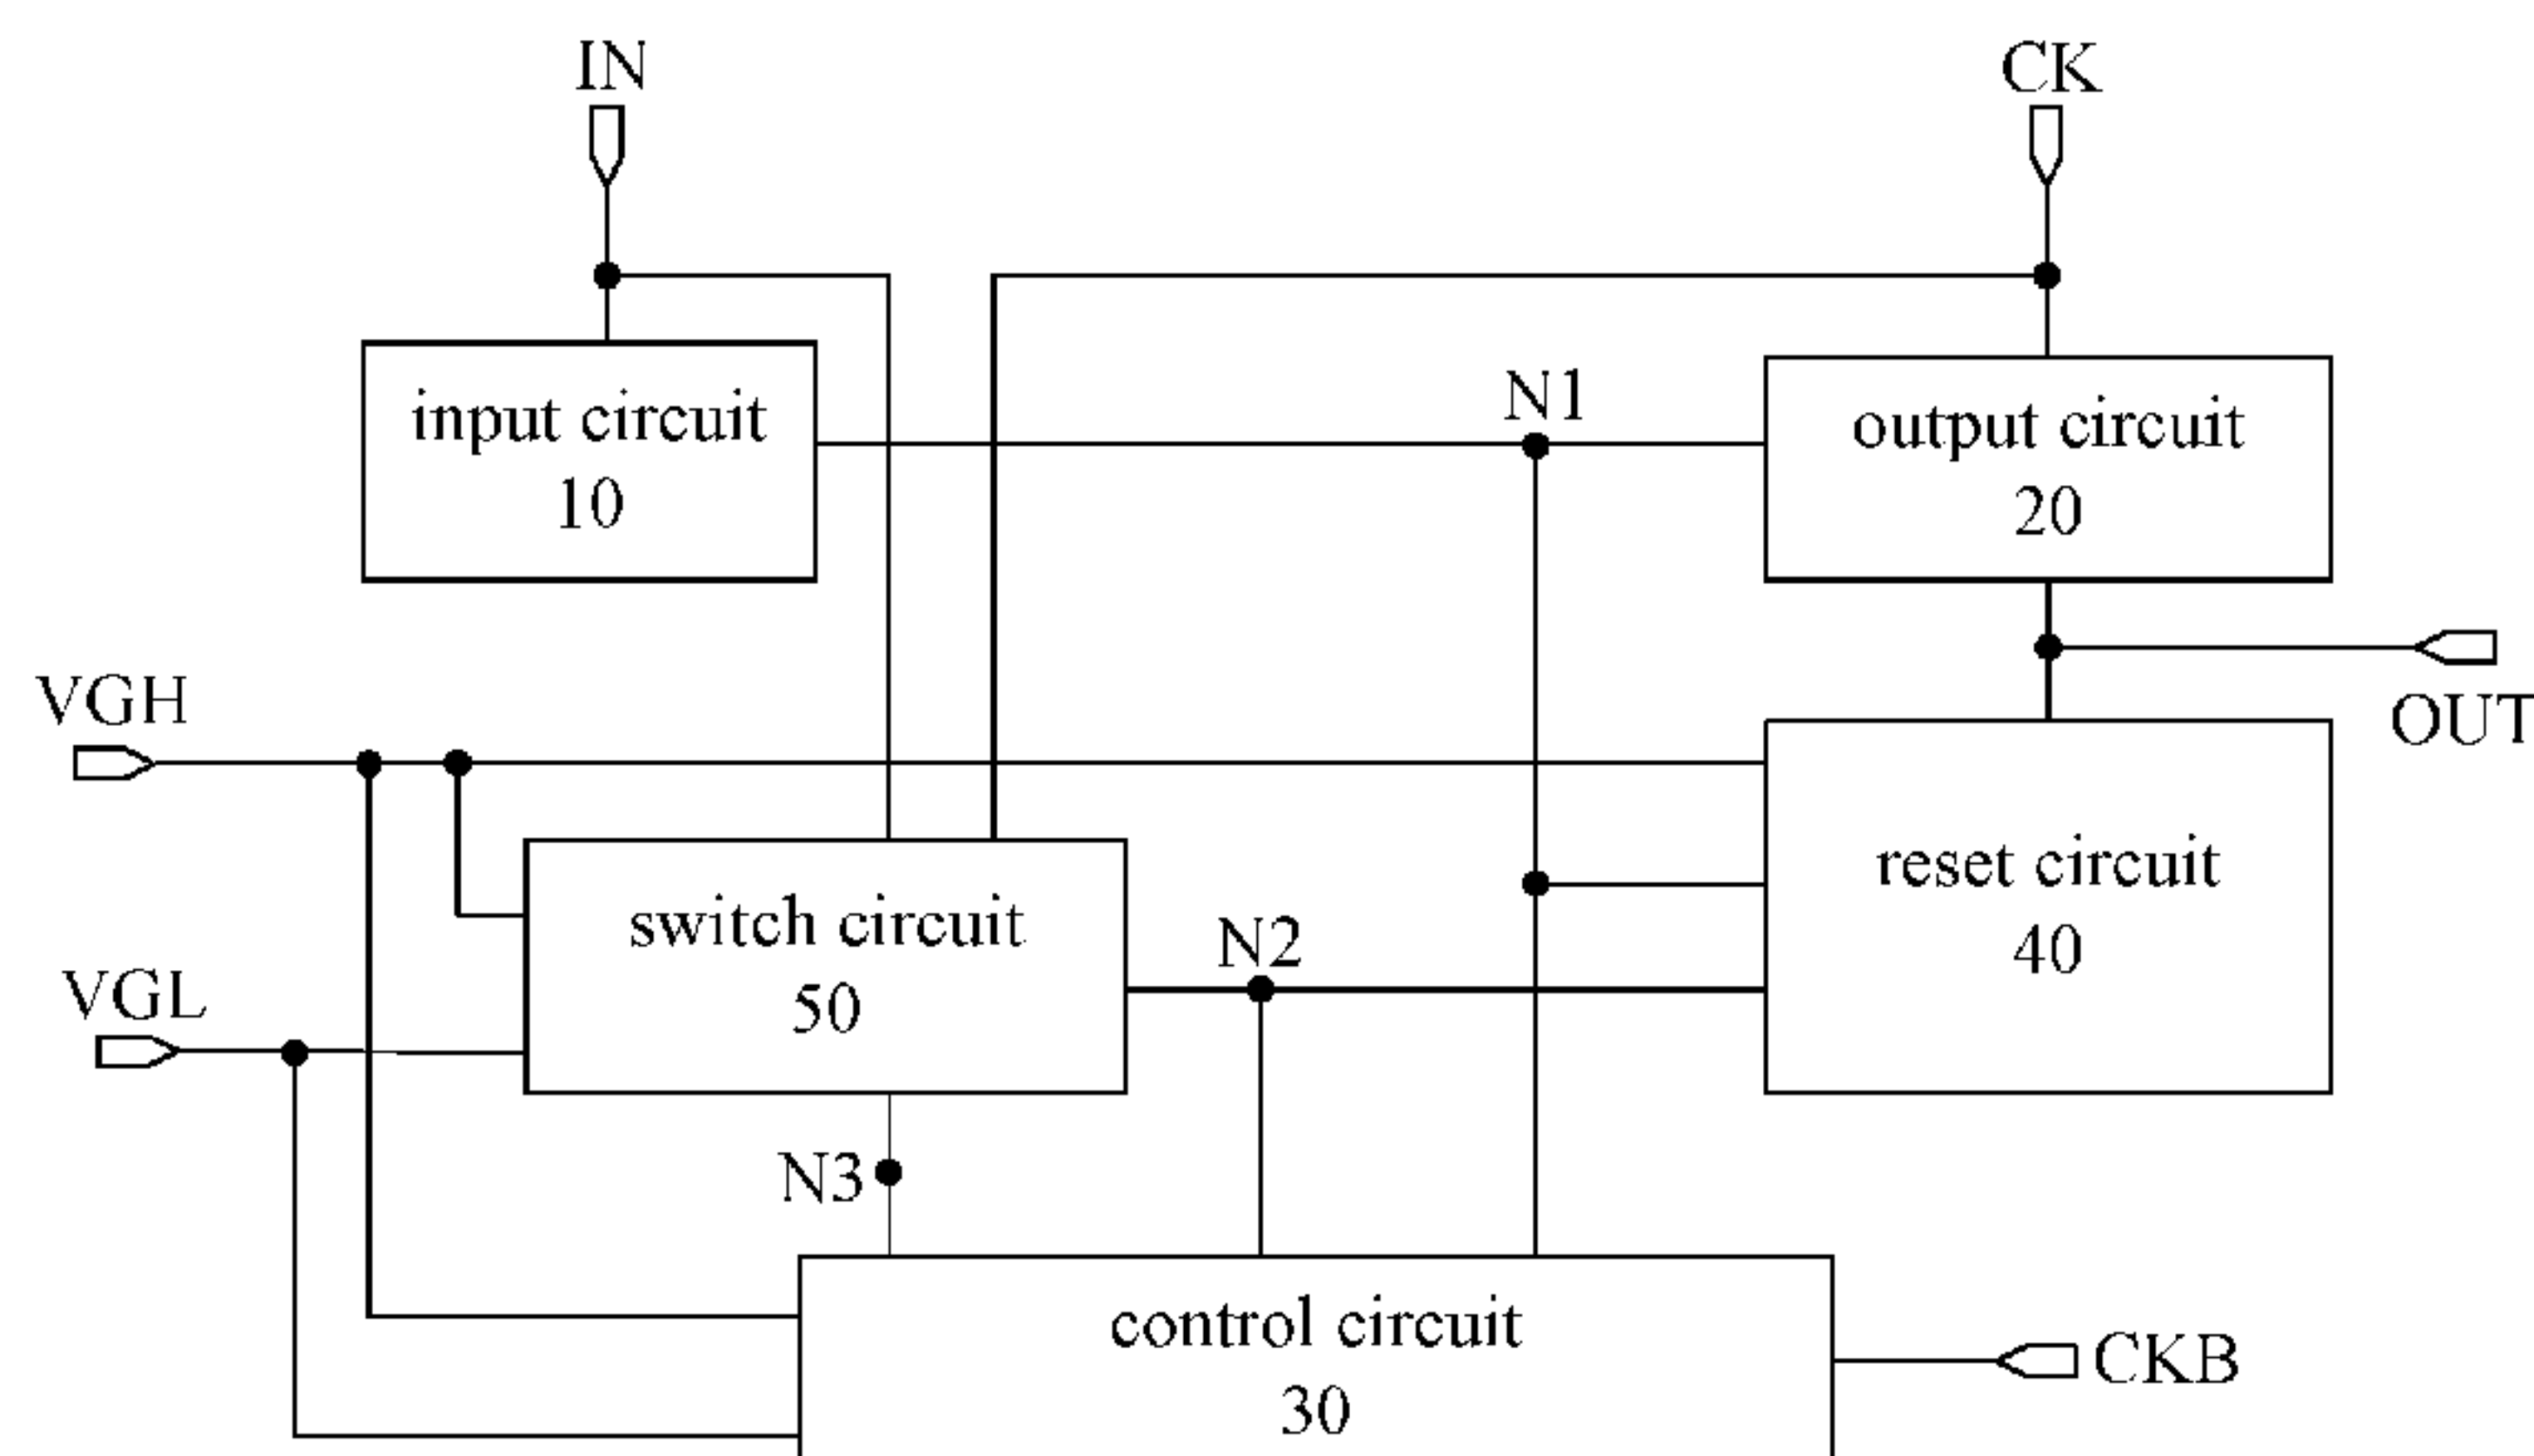 IN
CK
input circuit
10
N1
output circuit
20
VGH
OUT
switch circuit
50
reset circuit
40
N2
VGL
N3
control circuit
30
CKB